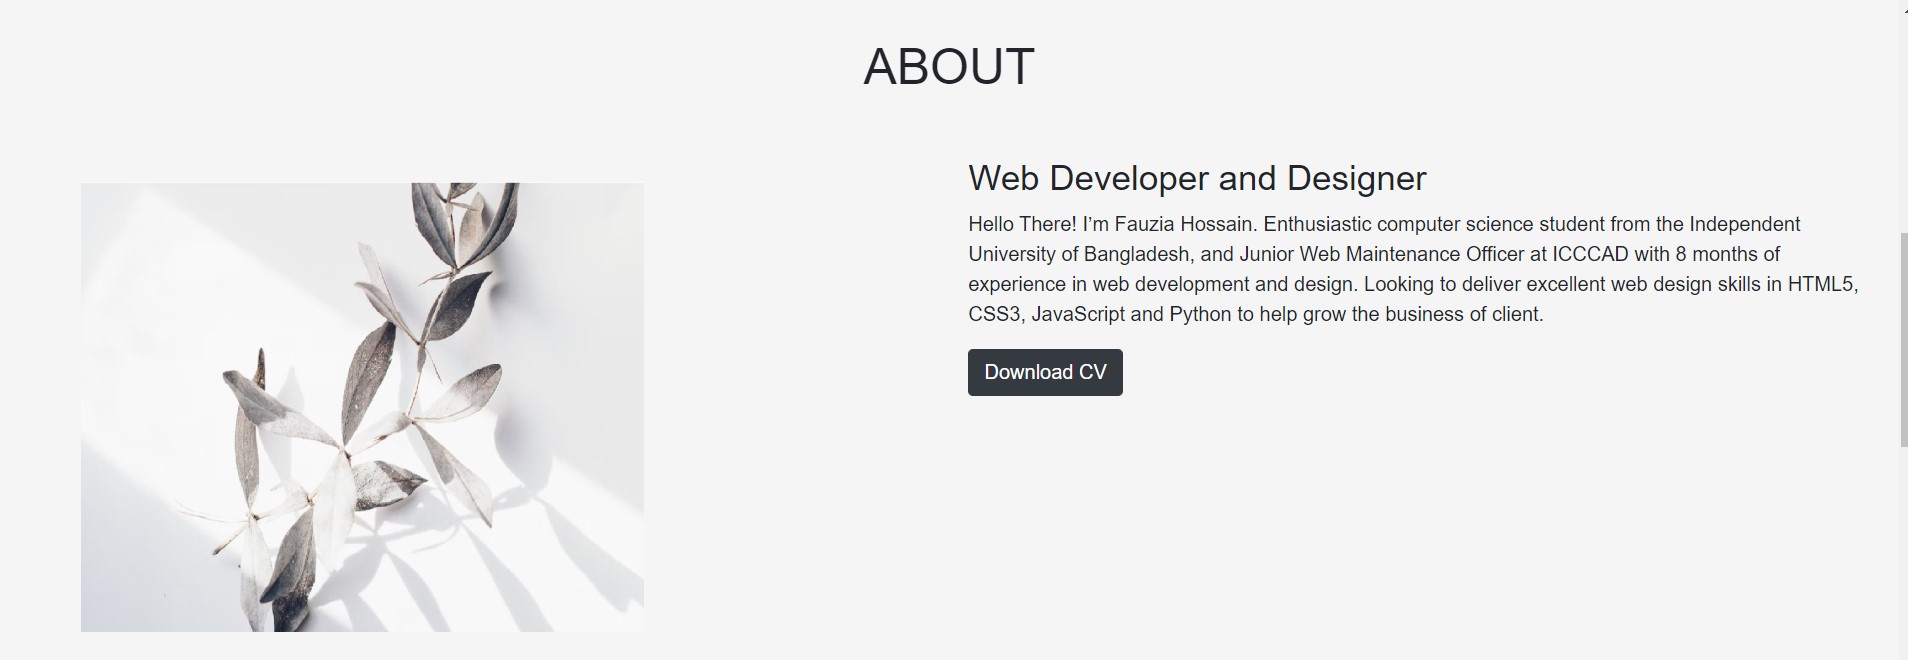 ABOUT
Web Developer and Designer
Hello There! I’m Fauzia Hossain. Enthusiastic computer science student from the Independent
University of Bangladesh, and Junior Web Maintenance Officer at ICCCAD with 8 months of
experience in web development and design. Looking to deliver excellent web design skills in HTML5,
CSS3, JavaScript and Python to help grow the business of client.
Download CV